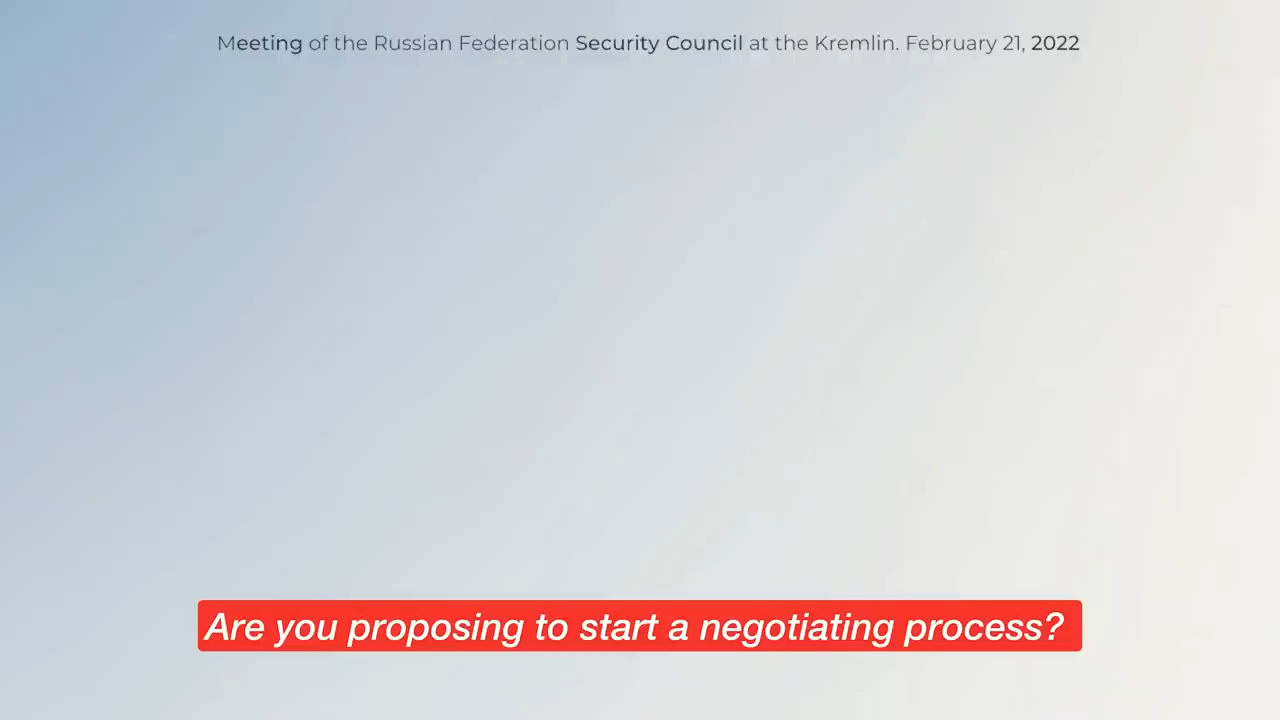 Meeting of the Russian Federation Security Council at the Kremlin. February 21, 2022
Are you proposing to start a negotiating process?